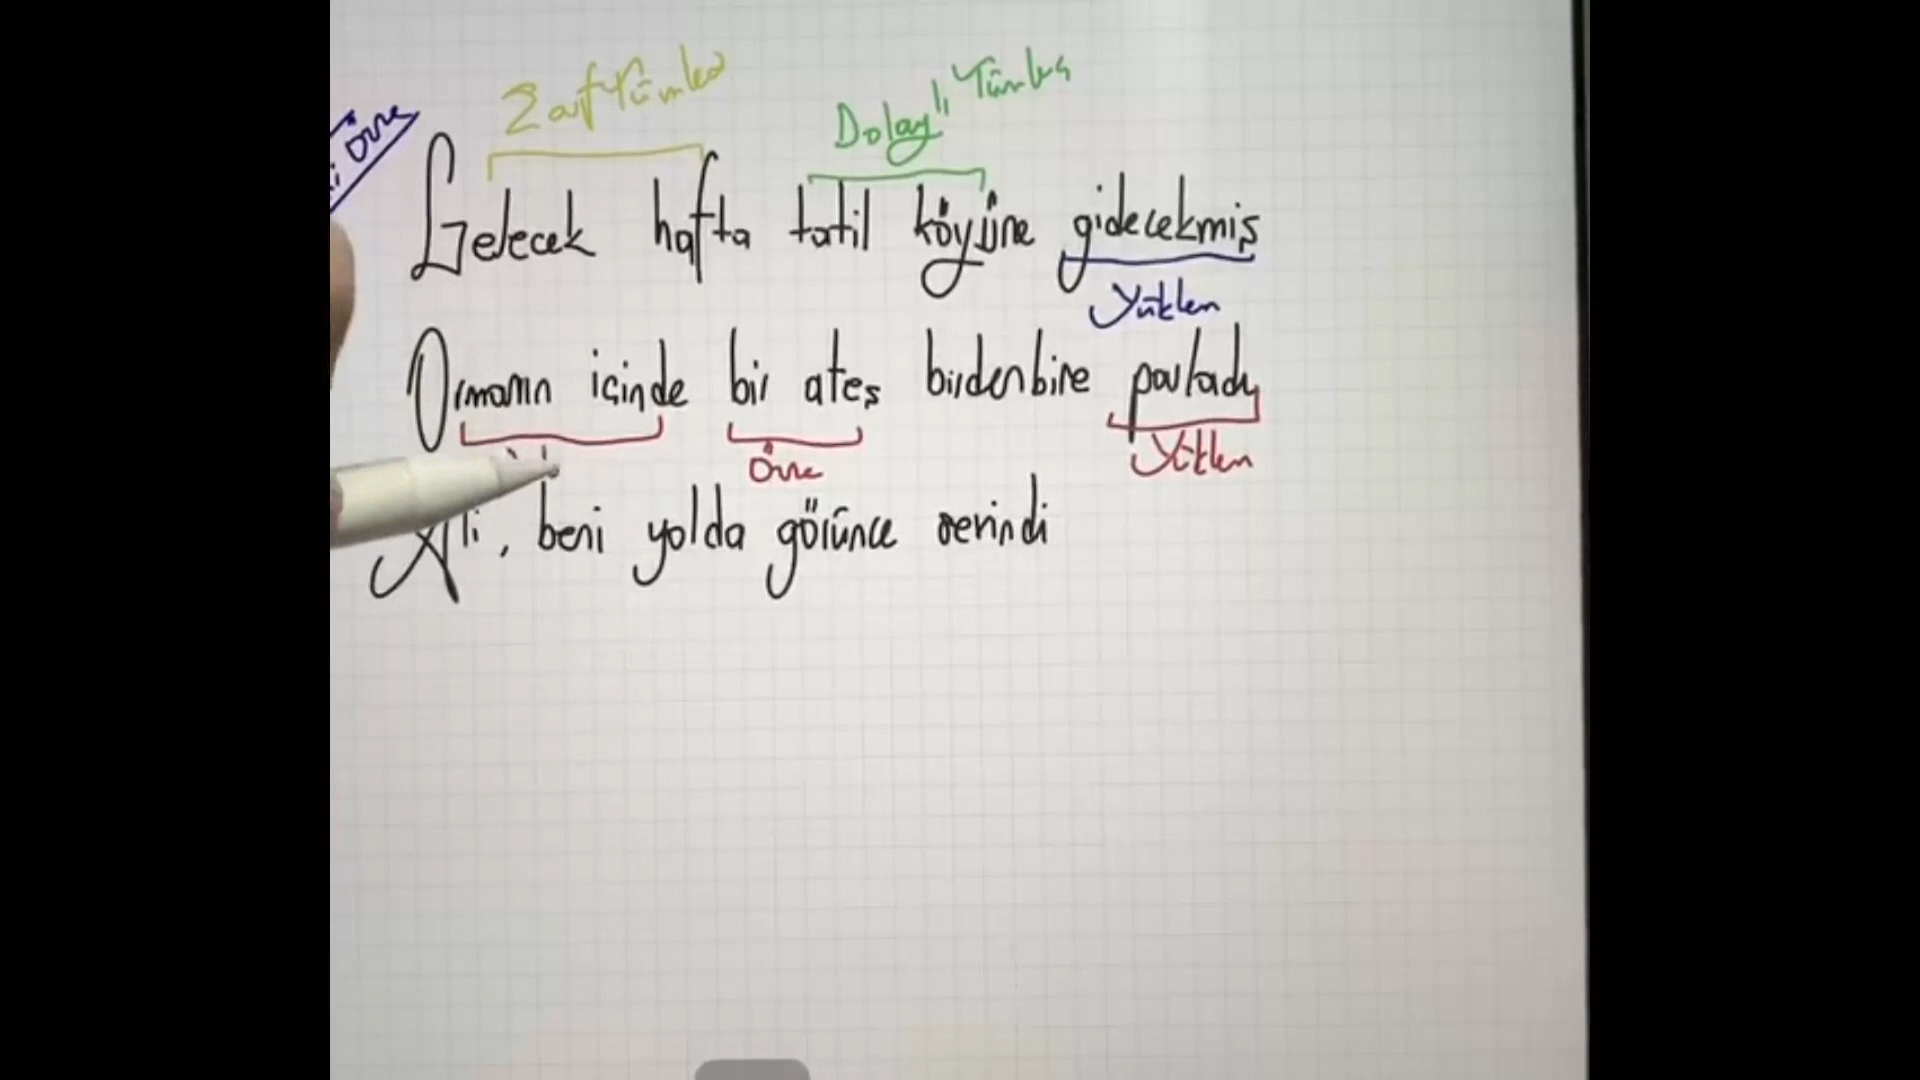 Zarf Tümleci
Dolaylı Tümleç
Özne
Gelecek hafta tatil köyüne gidecekmiş
Yüklem
Ormanın içinde bir ateş birdenbire parladı
Özne Yüklem
Ali, beni yolda görünce sevindi